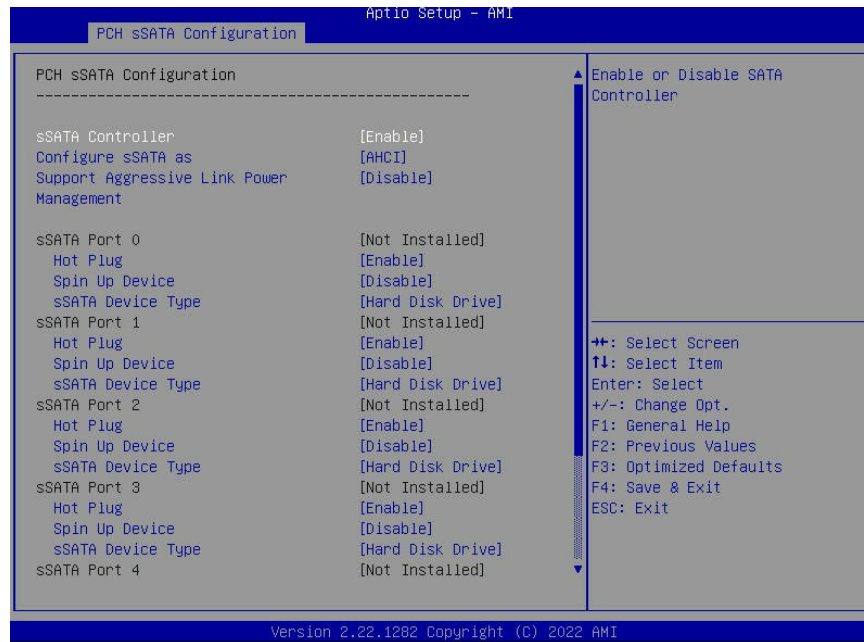 Aptio Setup - AMI
PCH sSATA Configuration
PCH sSATA Configuration
--------------------------------------------------
sSATA Controller [Enable]
Configure sSATA as [AHCI]
Support Aggressive Link Power [Disable]
Management
sSATA Port 0 [Not Installed]
Hot Plug [Enable]
Spin Up Device [Disable]
sSATA Device Type [Hard Disk Drive]
sSATA Port 1 [Not Installed]
Hot Plug [Enable]
Spin Up Device [Disable]
sSATA Device Type [Hard Disk Drive]
sSATA Port 2 [Not Installed]
Hot Plug [Enable]
Spin Up Device [Disable]
sSATA Device Type [Hard Disk Drive]
sSATA Port 3 [Not Installed]
Hot Plug [Enable]
Spin Up Device [Disable]
sSATA Device Type [Hard Disk Drive]
sSATA Port 4 [Not Installed]
Enable or Disable SATA
Controller
→←: Select Screen
↑↓: Select Item
Enter: Select
+/-: Change Opt.
F1: General Help
F2: Previous Values
F3: Optimized Defaults
F4: Save & Exit
ESC: Exit
Version 2.22.1282 Copyright (C) 2022 AMI